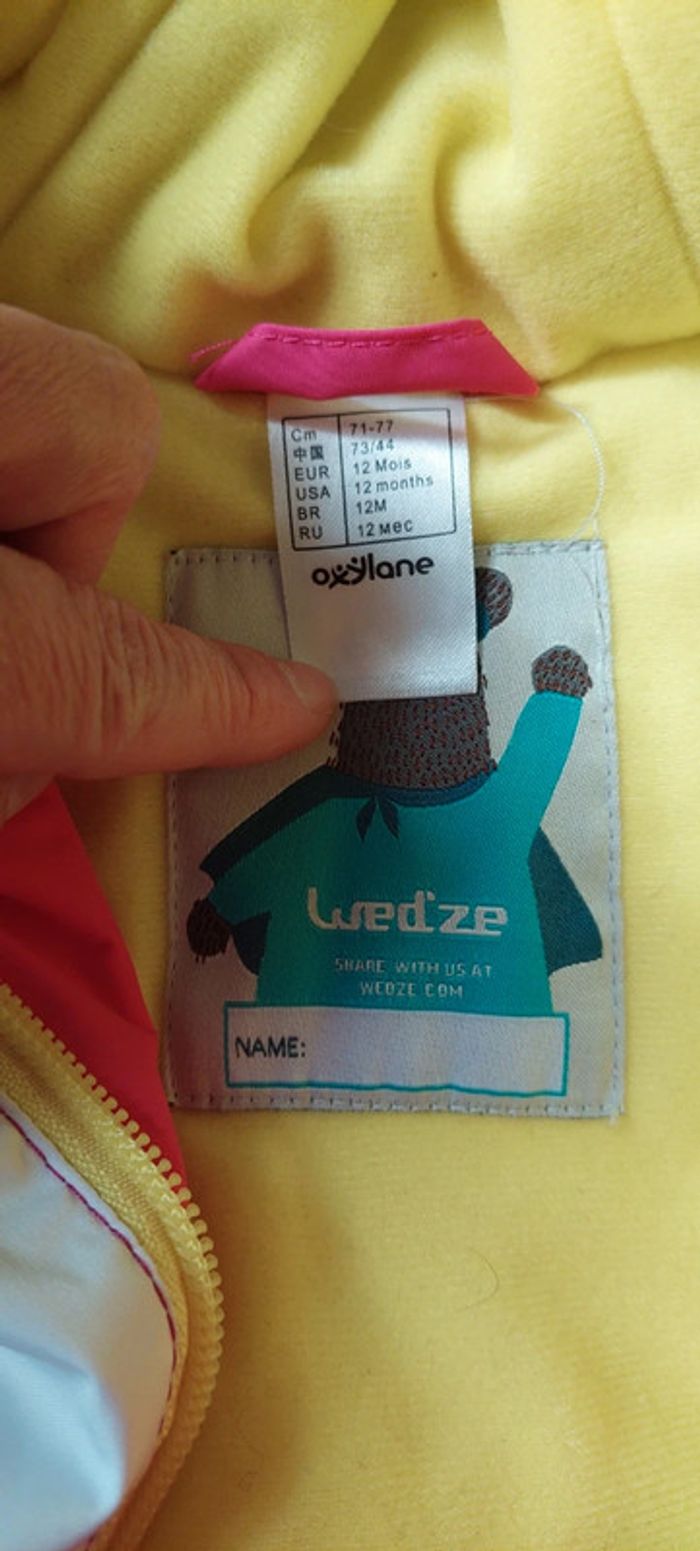 Cm 71-77
中国 73/44
EUR 12 Mois
USA 12 months
BR 12M
RU 12 мес
oxylane
wed'ze
SHARE WITH US AT
WEDZE.COM
NAME: